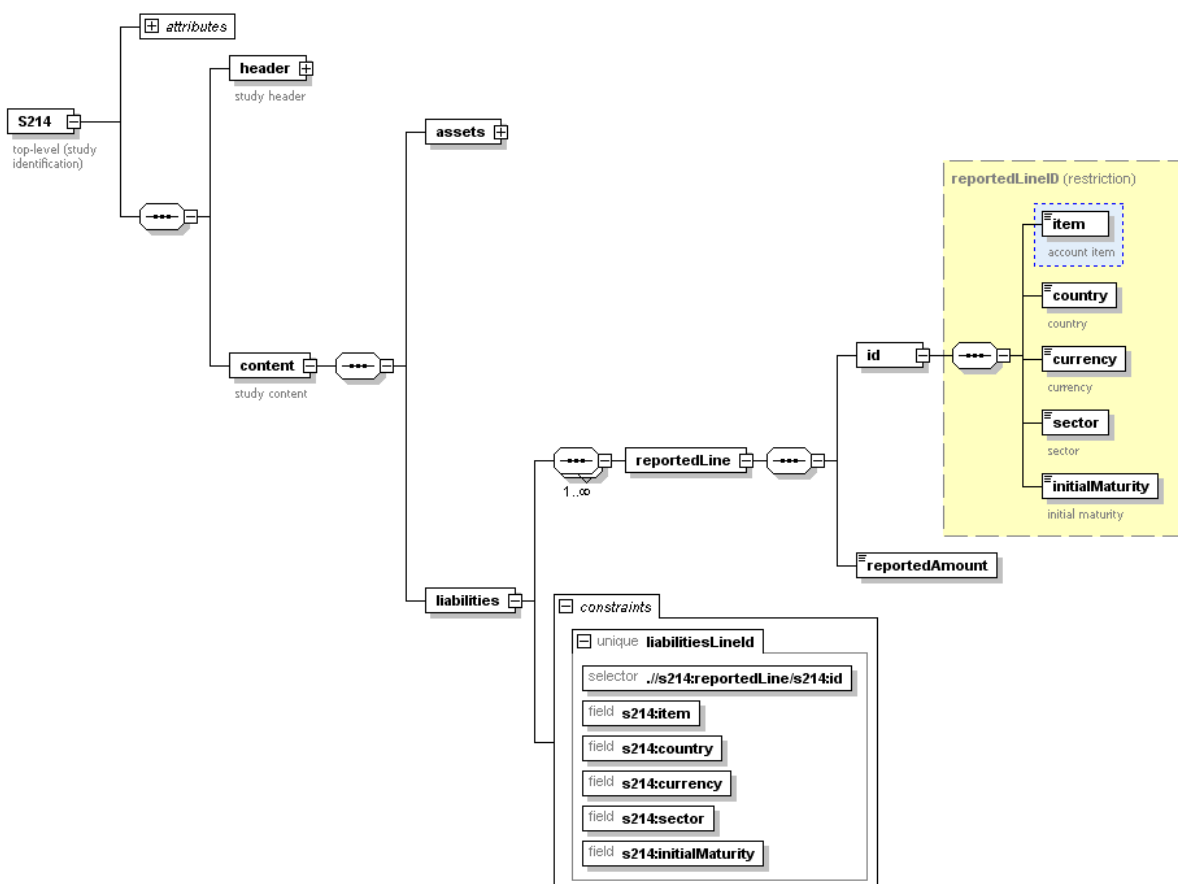 attributes
header
study header
S214
top-level (study
identification)
assets
reportedLineID (restriction)
item
account item
country
country
currency
currency
sector
sector
initialMaturity
initial maturity
id
content
study content
reportedLine
1..∞
reportedAmount
liabilities
constraints
unique liabilitiesLineId
selector .//s214:reportedLine/s214:id
field s214:item
field s214:country
field s214:currency
field s214:sector
field s214:initialMaturity